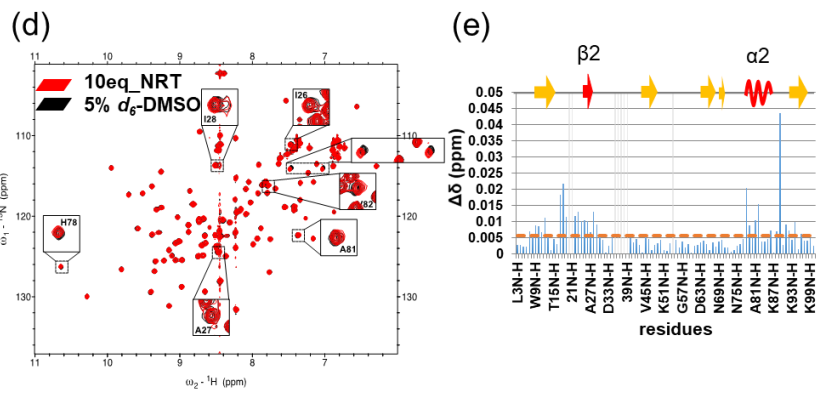 (d)
11 10 9 8 7
10eq_NRT
5% d₆-DMSO
I28
I26
H78
A81
A27
110
120
130
110
120
130
ω₁ - ¹⁵N (ppm)
11 10 9 8 7
ω₂ - ¹H (ppm)
(e)
β2
α2
0.05
0.045
0.04
0.035
0.03
0.025
0.02
0.015
0.01
0.005
0
Δδ (ppm)
L3N-H
W9N-H
T15N-H
21N-H
A27N-H
D33N-H
39N-H
V45N-H
K51N-H
G57N-H
D63N-H
N69N-H
N75N-H
A81N-H
K87N-H
K93N-H
K99N-H
residues